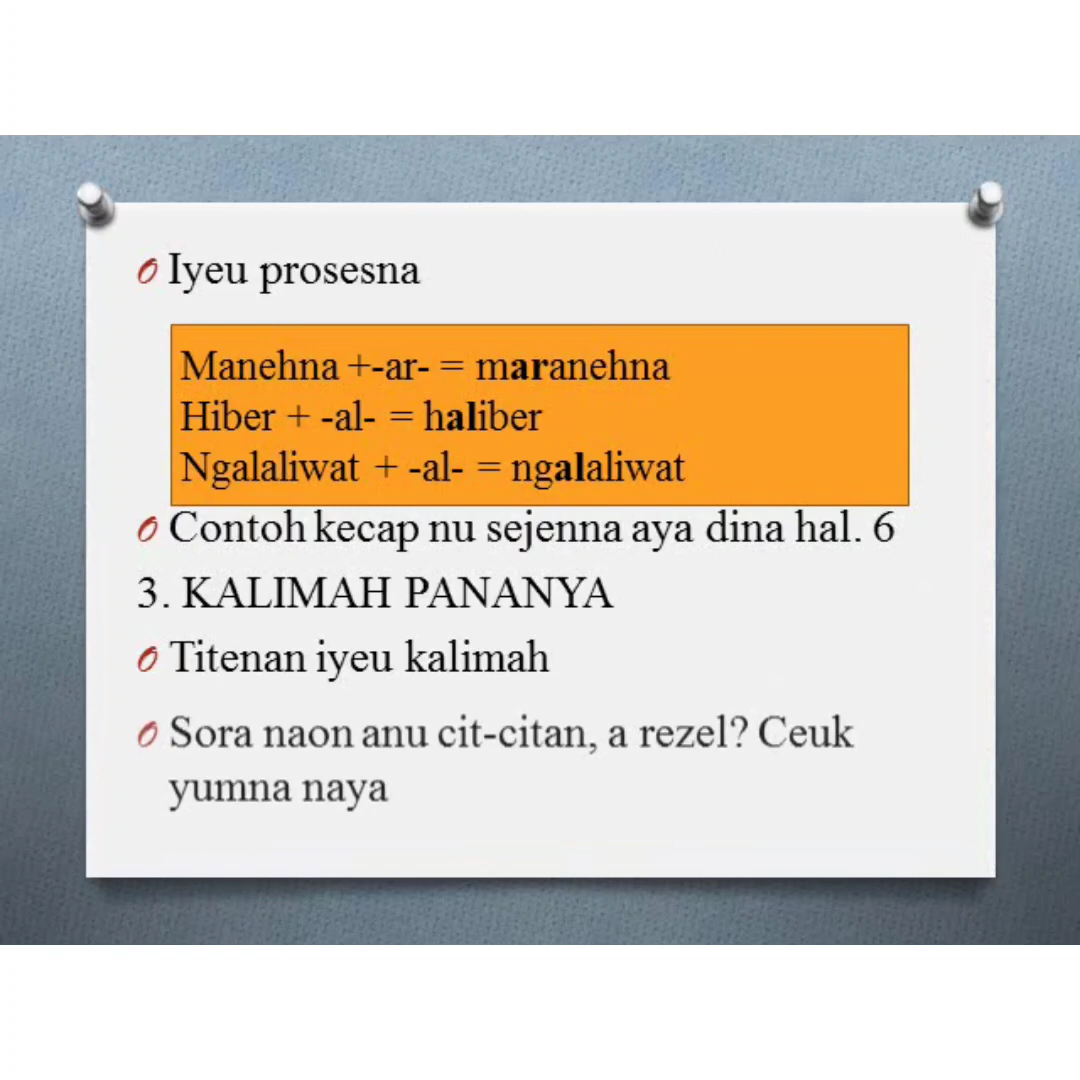 Iyeu prosesna
Manehna +-ar- = maranehna
Hiber + -al- = haliber
Ngalaliwat + -al- = ngalaliwat
Contoh kecap nu sejenna aya dina hal. 6
3. KALIMAH PANANYA
Titenan iyeu kalimah
Sora naon anu cit-citan, a rezel? Ceuk
yumna naya